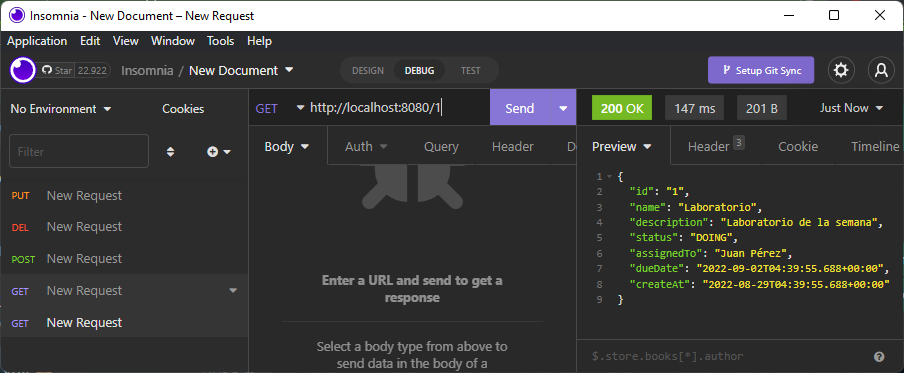 Insomnia - New Document – New Request
Application Edit View Window Tools Help
Star 22.922 Insomnia / New Document DESIGN DEBUG TEST Setup Git Sync
No Environment Cookies GET http://localhost:8080/1 Send 200 OK 147 ms 201 B Just Now
Filter Body Auth Query Header D Preview Header 3 Cookie Timeline
PUT New Request
DEL New Request
POST New Request
GET New Request
GET New Request
Enter a URL and send to get a
response
Select a body type from above to
send data in the body of a
1 {
2 "id": "1",
3 "name": "Laboratorio",
4 "description": "Laboratorio de la semana",
5 "status": "DOING",
6 "assignedTo": "Juan Pérez",
7 "dueDate": "2022-09-02T04:39:55.688+00:00",
8 "createAt": "2022-08-29T04:39:55.688+00:00"
9 }
$.store.books[*].author